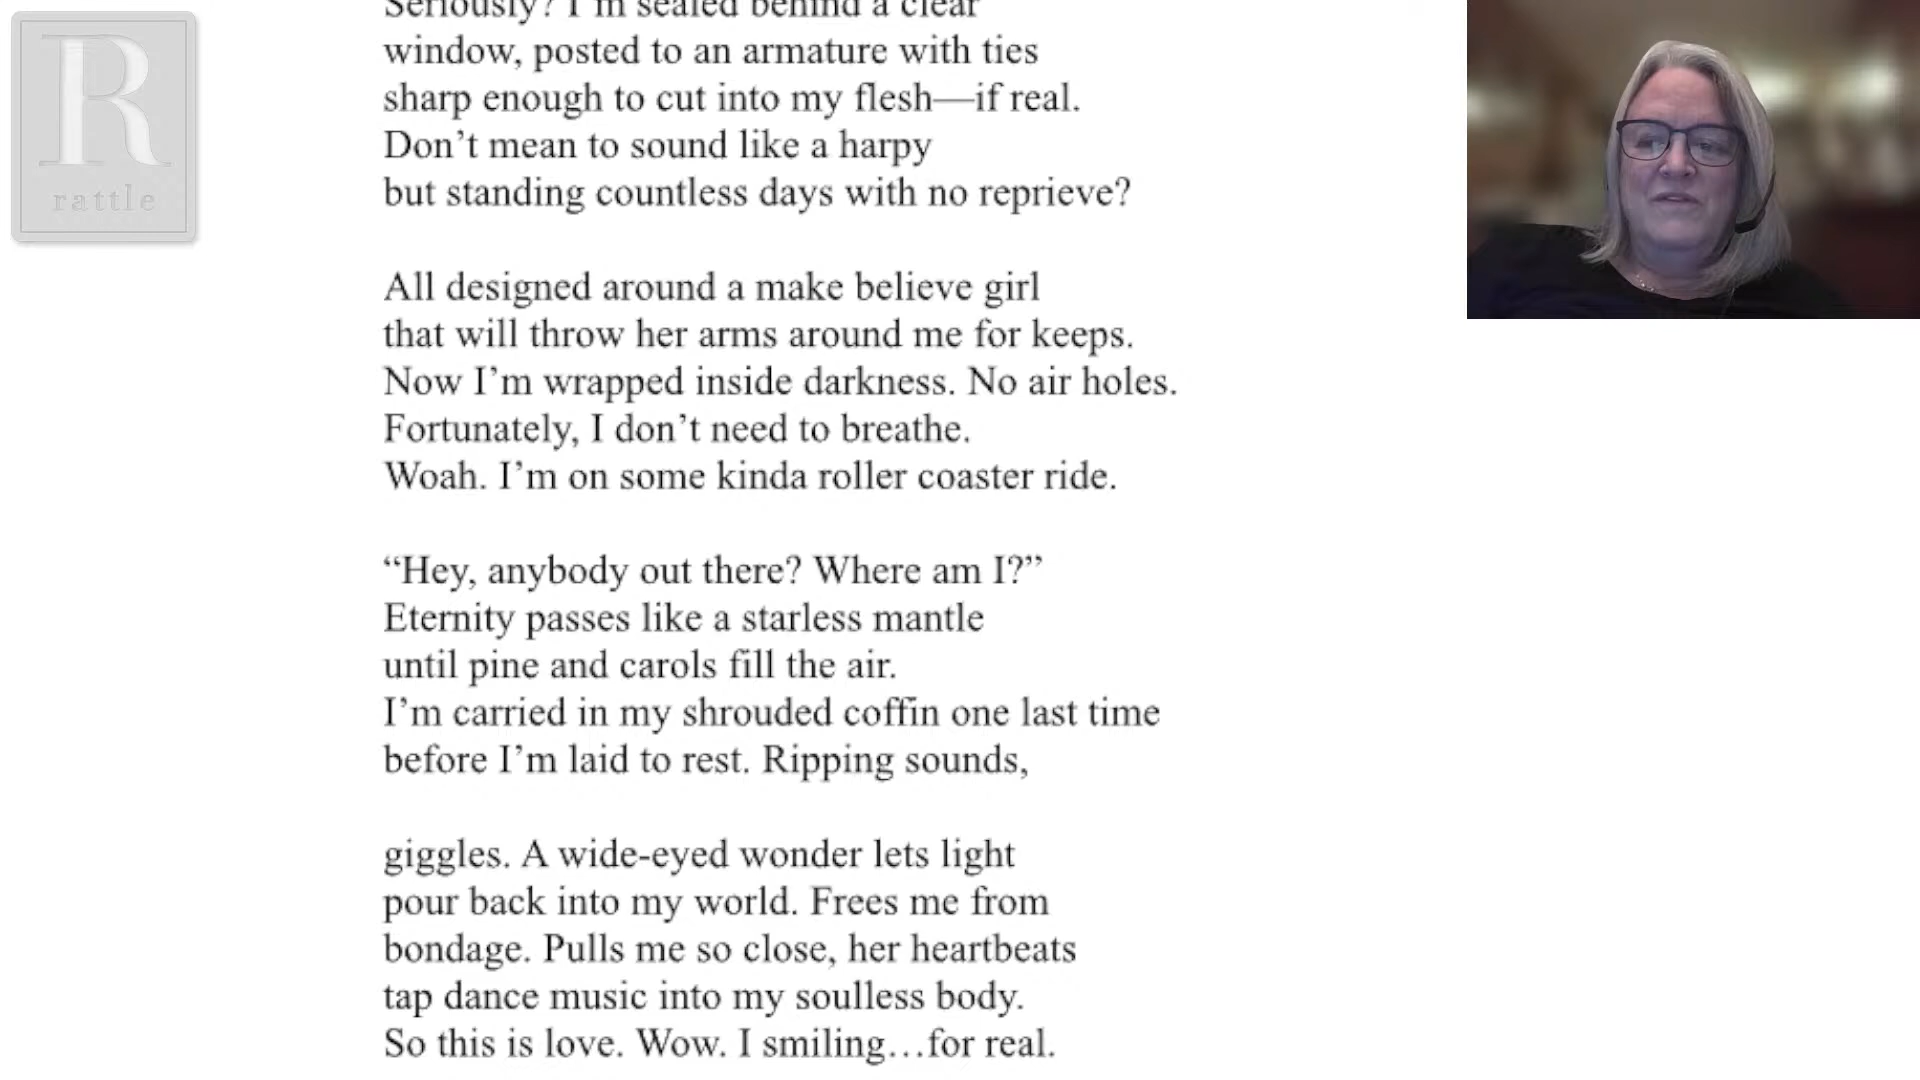 R
rattle
Seriously? I'm sealed behind a clear
window, posted to an armature with ties
sharp enough to cut into my flesh—if real.
Don't mean to sound like a harpy
but standing countless days with no reprieve?
All designed around a make believe girl
that will throw her arms around me for keeps.
Now I'm wrapped inside darkness. No air holes.
Fortunately, I don't need to breathe.
Woah. I'm on some kinda roller coaster ride.
“Hey, anybody out there? Where am I?”
Eternity passes like a starless mantle
until pine and carols fill the air.
I'm carried in my shrouded coffin one last time
before I'm laid to rest. Ripping sounds,
giggles. A wide-eyed wonder lets light
pour back into my world. Frees me from
bondage. Pulls me so close, her heartbeats
tap dance music into my soulless body.
So this is love. Wow. I smiling…for real.